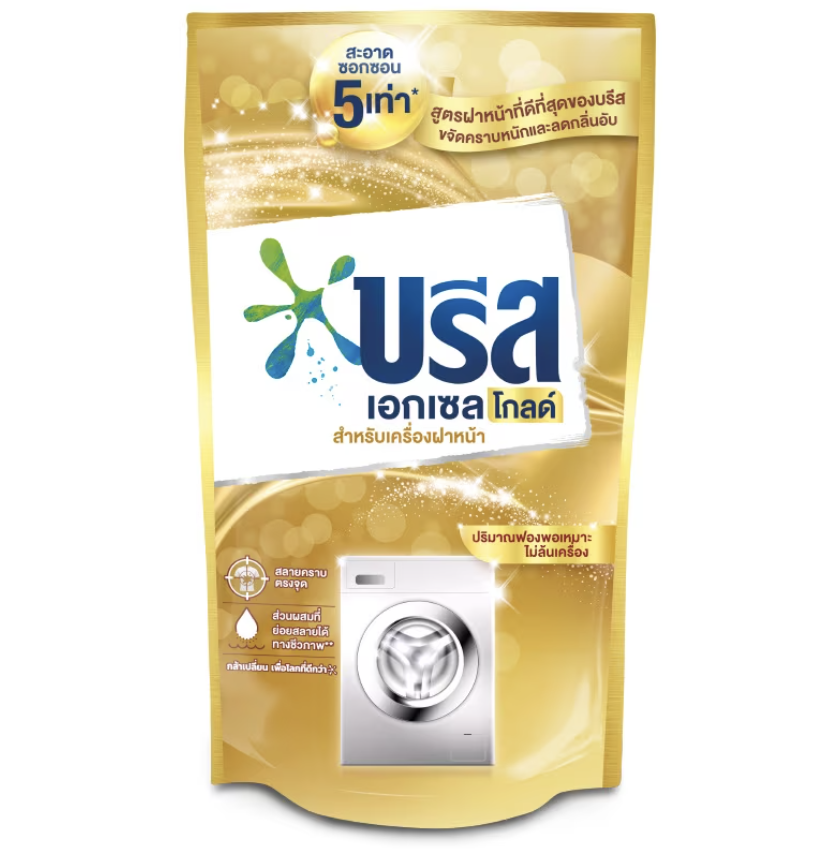 สะอาด
ซอกซอน
5เท่า*
สูตรฝาหน้าที่ดีที่สุดของบรีส
ขจัดคราบหนักและลดกลิ่นอับ
บรีส
เอกเซล โกลด์
สำหรับเครื่องฝาหน้า
ปริมาณฟองพอเหมาะ
ไม่ล้นเครื่อง
สลายคราบ
ตรงจุด
ส่วนผสมที่
ย่อยสลายได้
ทางชีวภาพ**
กล้าเปลี่ยน เพื่อโลกที่ดีกว่า